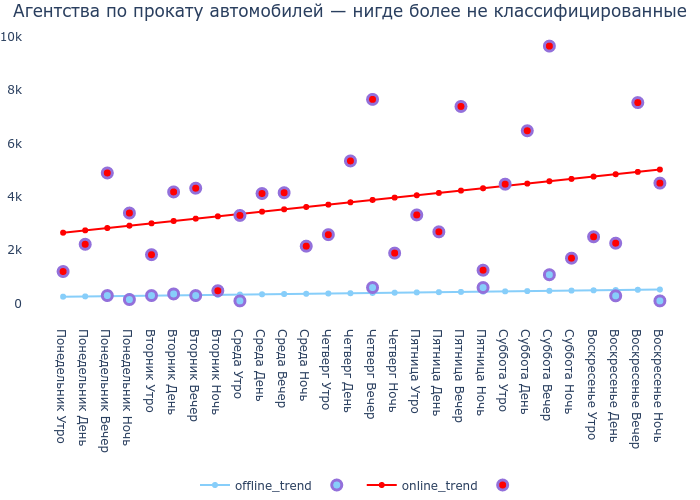 Агентства по прокату автомобилей — нигде более не классифицированные
10k
8k
6k
4k
2k
0
Понедельник Утро
Понедельник День
Понедельник Вечер
Понедельник Ночь
Вторник Утро
Вторник День
Вторник Вечер
Вторник Ночь
Среда Утро
Среда День
Среда Вечер
Среда Ночь
Четверг Утро
Четверг День
Четверг Вечер
Четверг Ночь
Пятница Утро
Пятница День
Пятница Вечер
Пятница Ночь
Суббота Утро
Суббота День
Суббота Вечер
Суббота Ночь
Воскресенье Утро
Воскресенье День
Воскресенье Вечер
Воскресенье Ночь
offline_trend
online_trend